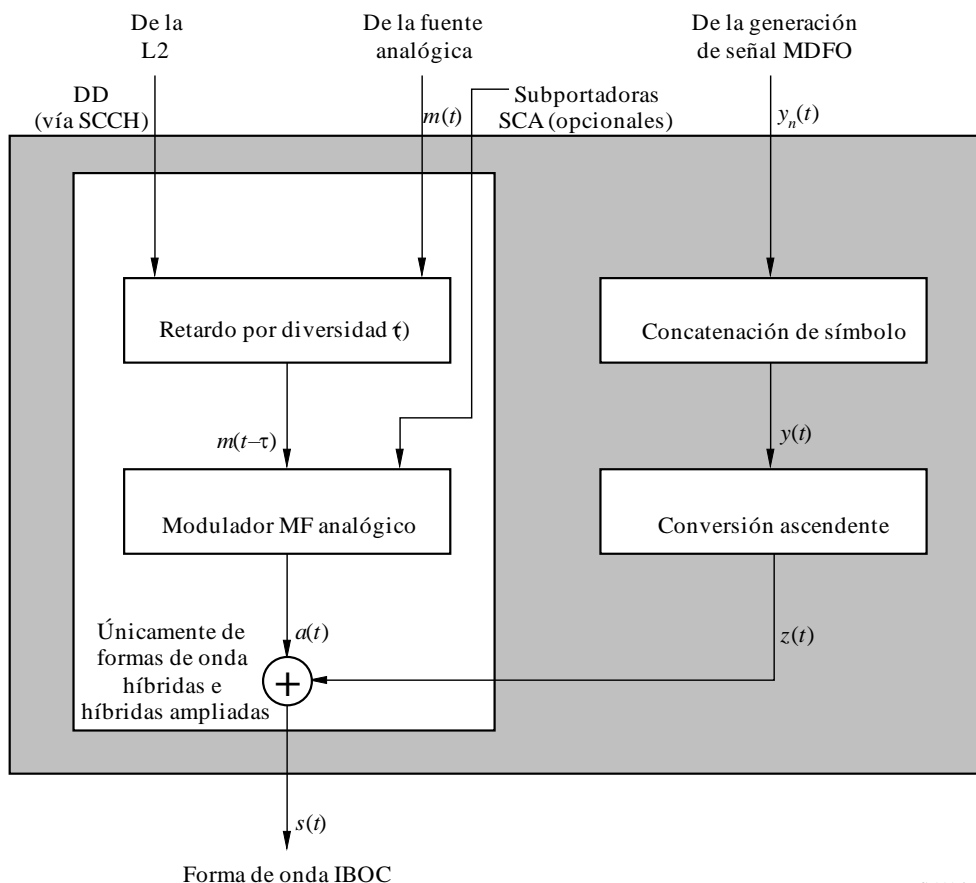 De la
L2
De la fuente
analógica
De la generación
de señal MDFO
DD
(vía SCCH)
m(t)
Subportadoras
SCA (opcionales)
yn(t)
Retardo por diversidad τ)
Concatenación de símbolo
m(t–τ)
y(t)
Modulador MF analógico
Conversión ascendente
Únicamente de
formas de onda
híbridas e
híbridas ampliadas
a(t)
z(t)
+
s(t)
Forma de onda IBOC